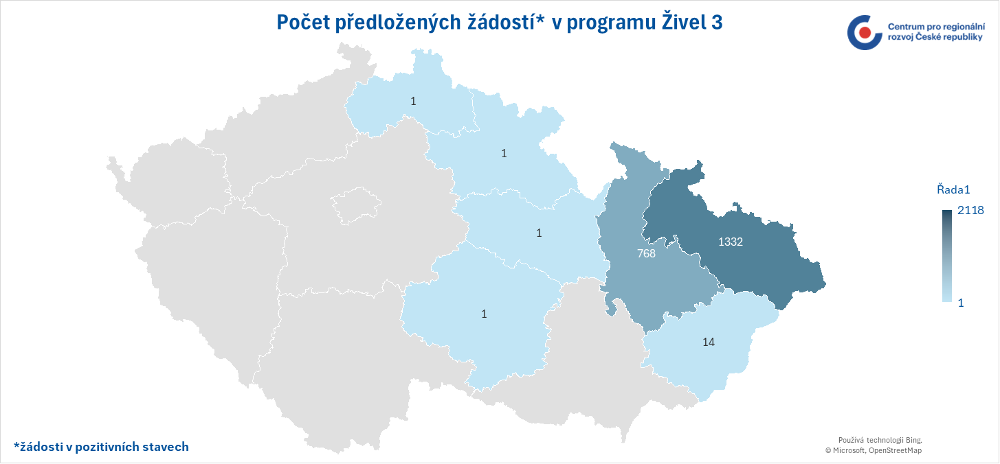 Počet předložených žádostí* v programu Živel 3
Centrum pro regionální
rozvoj České republiky
1
1
Řada1
2118
1
1332
768
1
1
14
*žádosti v pozitivních stavech
Používá technologii Bing.
© Microsoft, OpenStreetMap